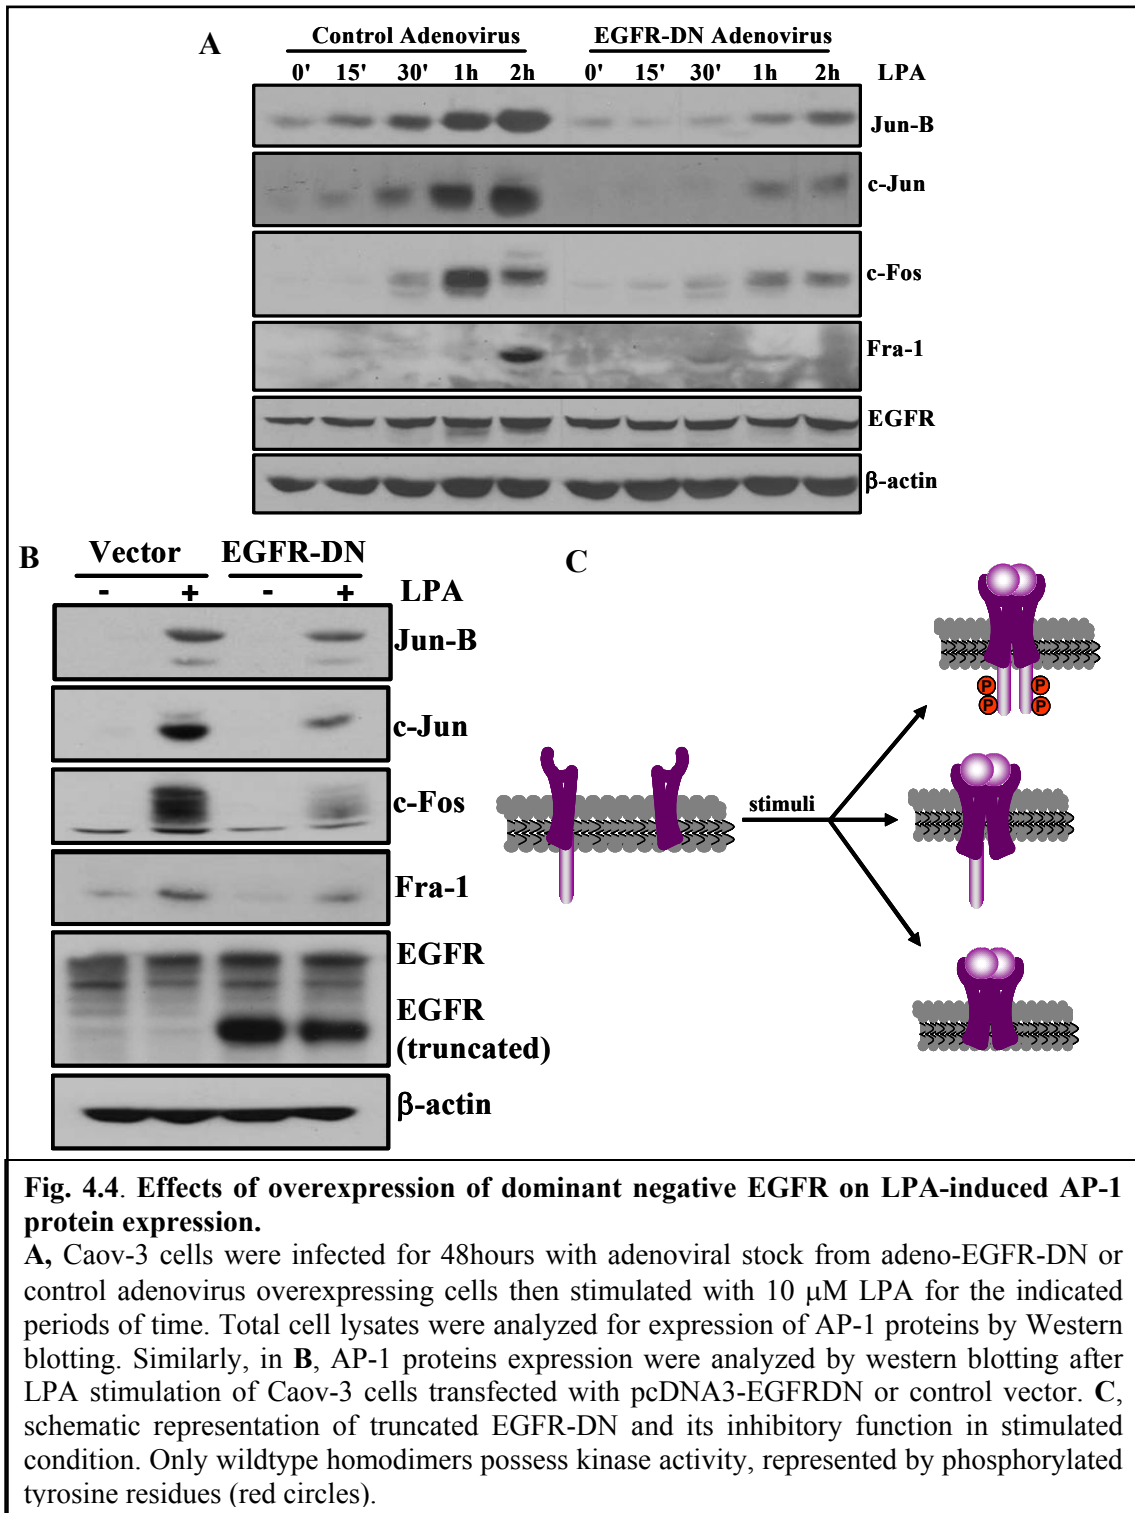 A
Control Adenovirus EGFR-DN Adenovirus
0' 15' 30' 1h 2h 0' 15' 30' 1h 2h LPA
Jun-B
c-Jun
c-Fos
Fra-1
EGFR
β-actin
B
Vector EGFR-DN
- + - + LPA
Jun-B
c-Jun
c-Fos
Fra-1
EGFR
EGFR
(truncated)
β-actin
C
stimuli
P P
P P
Fig. 4.4. Effects of overexpression of dominant negative EGFR on LPA-induced AP-1
protein expression.
A, Caov-3 cells were infected for 48hours with adenoviral stock from adeno-EGFR-DN or
control adenovirus overexpressing cells then stimulated with 10 μM LPA for the indicated
periods of time. Total cell lysates were analyzed for expression of AP-1 proteins by Western
blotting. Similarly, in B, AP-1 proteins expression were analyzed by western blotting after
LPA stimulation of Caov-3 cells transfected with pcDNA3-EGFRDN or control vector. C,
schematic representation of truncated EGFR-DN and its inhibitory function in stimulated
condition. Only wildtype homodimers possess kinase activity, represented by phosphorylated
tyrosine residues (red circles).